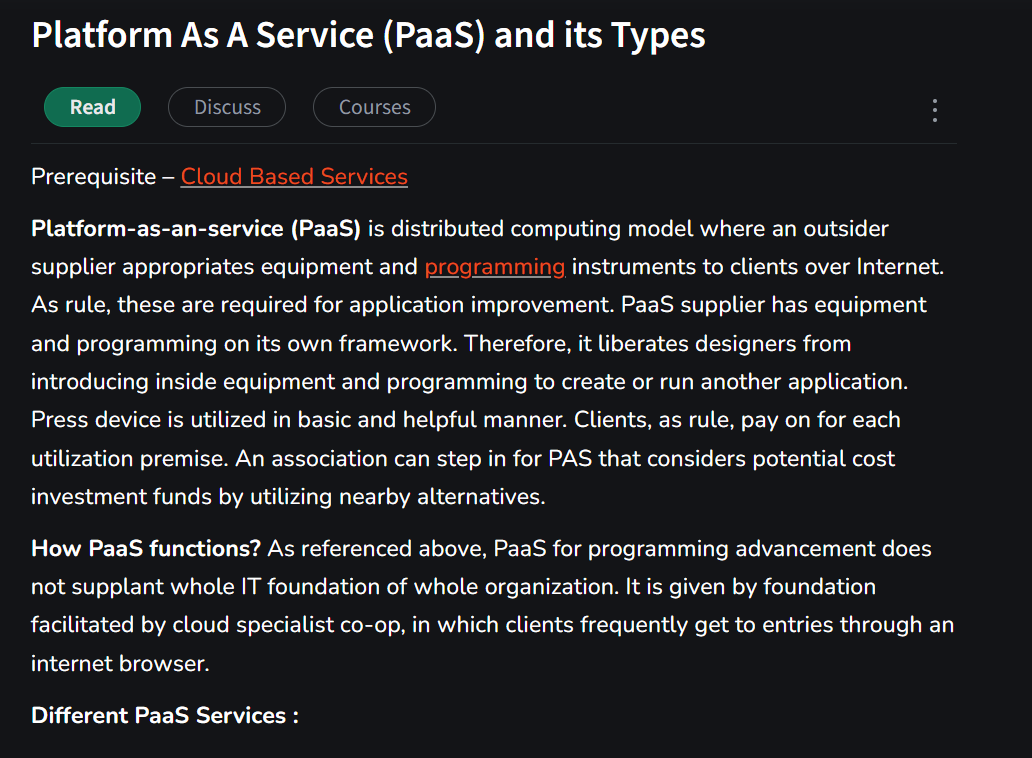 Platform As A Service (PaaS) and its Types
Read Discuss Courses
Prerequisite – Cloud Based Services
Platform-as-an-service (PaaS) is distributed computing model where an outsider
supplier appropriates equipment and programming instruments to clients over Internet.
As rule, these are required for application improvement. PaaS supplier has equipment
and programming on its own framework. Therefore, it liberates designers from
introducing inside equipment and programming to create or run another application.
Press device is utilized in basic and helpful manner. Clients, as rule, pay on for each
utilization premise. An association can step in for PAS that considers potential cost
investment funds by utilizing nearby alternatives.
How PaaS functions? As referenced above, PaaS for programming advancement does
not supplant whole IT foundation of whole organization. It is given by foundation
facilitated by cloud specialist co-op, in which clients frequently get to entries through an
internet browser.
Different PaaS Services :